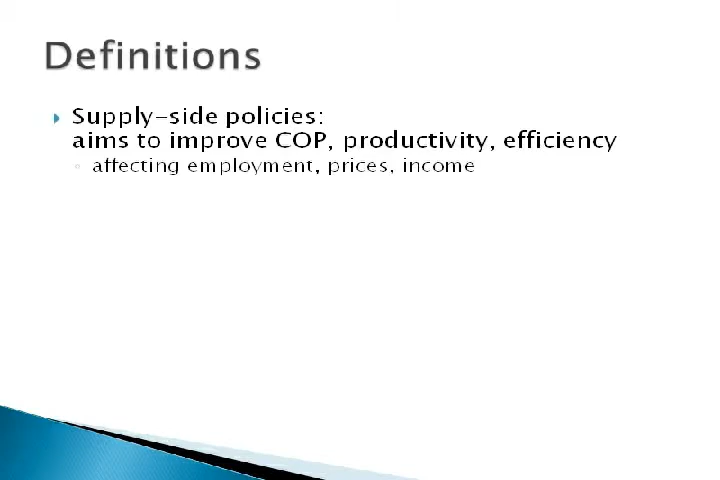 Definitions
Supply-side policies:
aims to improve COP, productivity, efficiency
affecting employment, prices, income